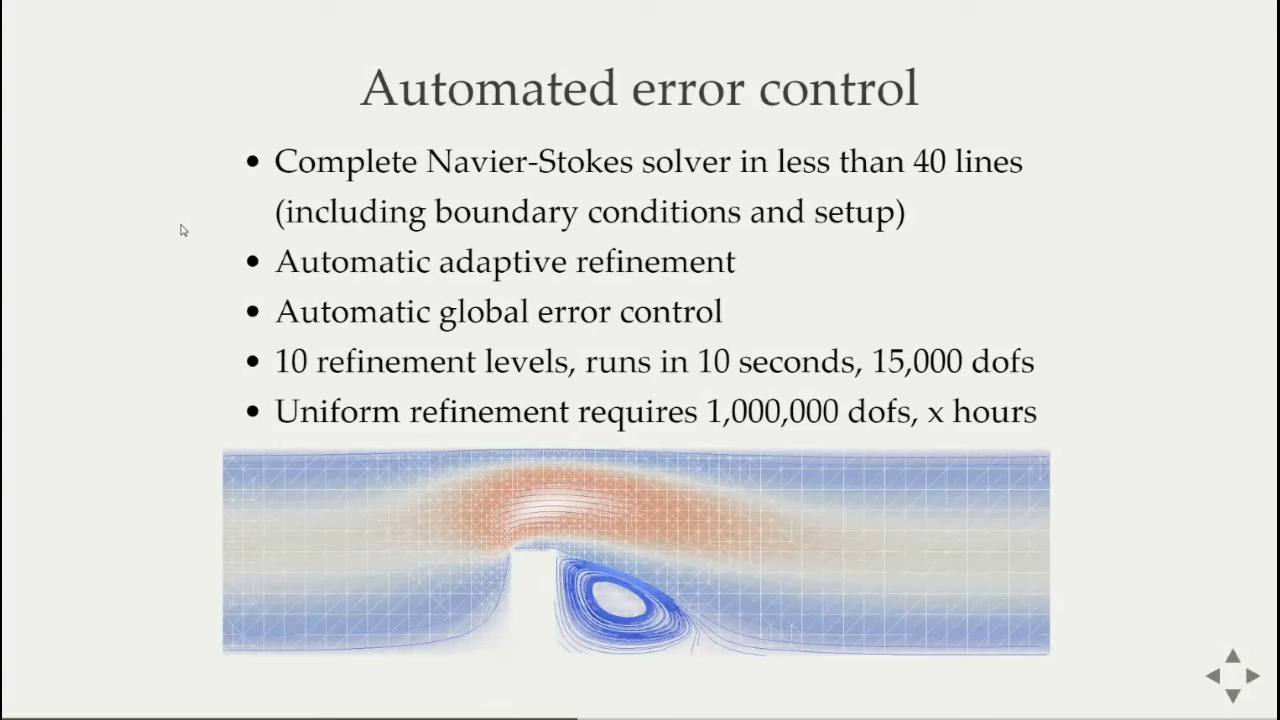 Automated error control
• Complete Navier-Stokes solver in less than 40 lines
(including boundary conditions and setup)
• Automatic adaptive refinement
• Automatic global error control
• 10 refinement levels, runs in 10 seconds, 15,000 dofs
• Uniform refinement requires 1,000,000 dofs, x hours